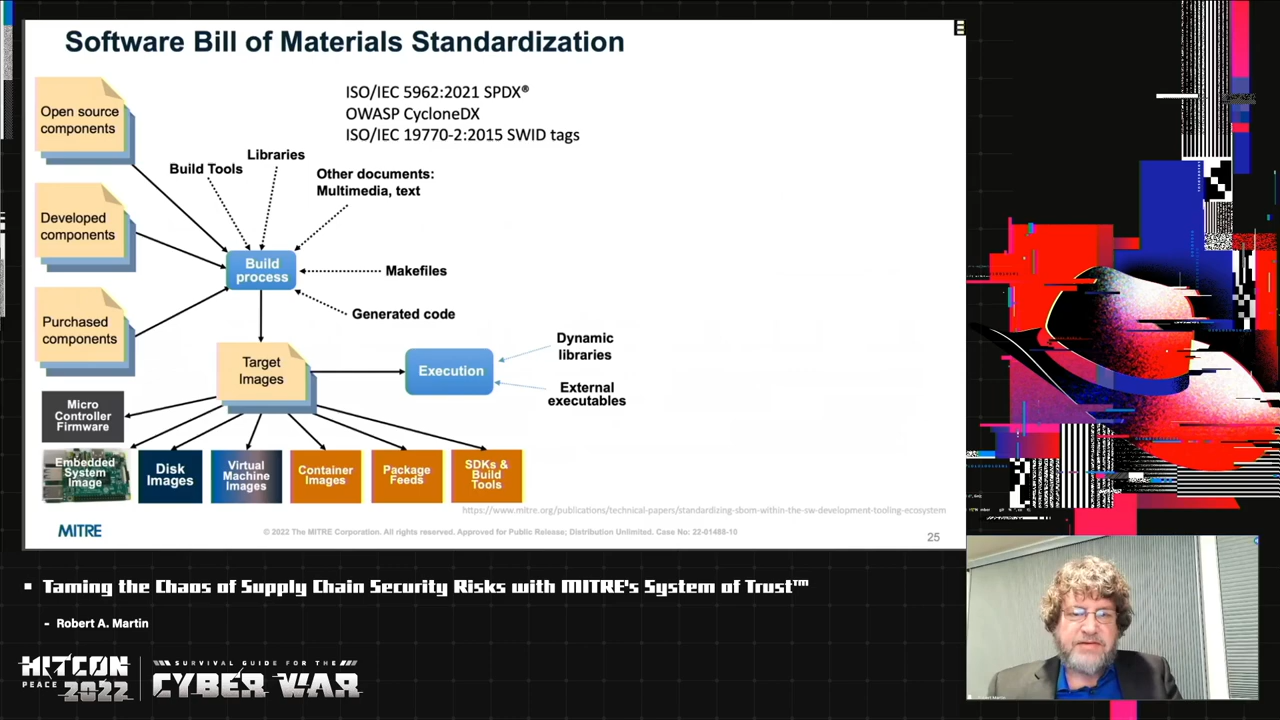 Software Bill of Materials Standardization
ISO/IEC 5962:2021 SPDX®
OWASP CycloneDX
ISO/IEC 19770-2:2015 SWID tags
Open source
components
Developed
components
Purchased
components
Build Tools
Libraries
Other documents:
Multimedia, text
Build
process
Makefiles
Generated code
Target
Images
Execution
Dynamic
libraries
External
executables
Micro
Controller
Firmware
Embedded
System
Image
Disk
Images
Virtual
Machine
Images
Container
Images
Package
Feeds
SDKs &
Build
Tools
https://www.mitre.org/publications/technical-papers/standardizing-sbom-within-the-sw-development-tooling-ecosystem
MITRE
© 2022 The MITRE Corporation. All rights reserved. Approved for Public Release; Distribution Unlimited. Case No: 22-01488-10
25
Taming the Chaos of Supply Chain Security Risks with MITRE's System of Trust™
- Robert A. Martin
HITCON
PEACE 2022
SURVIVAL GUIDE FOR THE
CYBER WAR